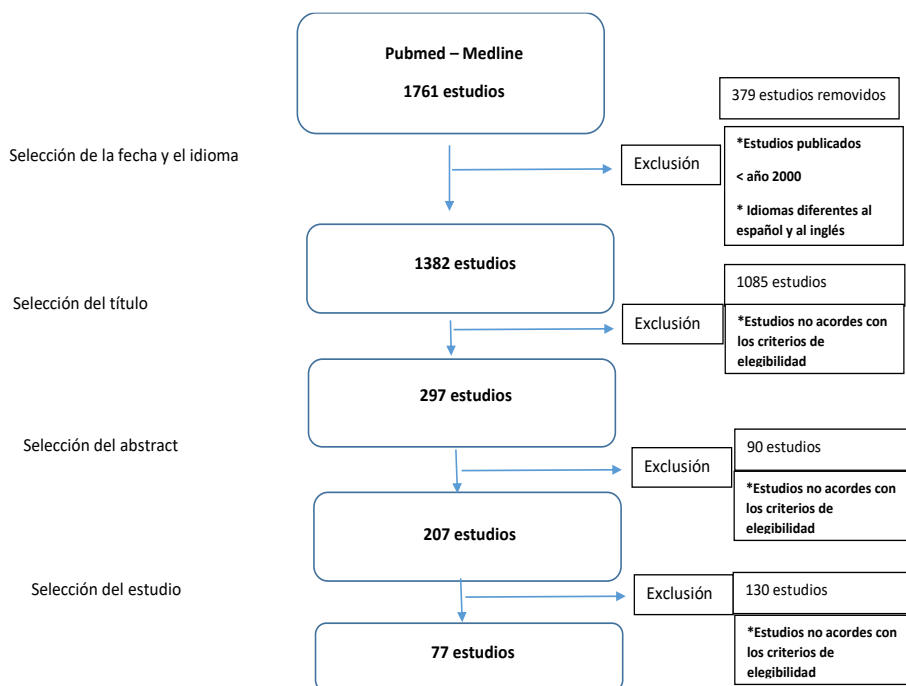 Pubmed – Medline
1761 estudios
379 estudios removidos
Selección de la fecha y el idioma
Exclusión
*Estudios publicados
< año 2000
* Idiomas diferentes al
español y al inglés
1382 estudios
1085 estudios
Selección del título
Exclusión
*Estudios no acordes con
los criterios de
elegibilidad
297 estudios
Selección del abstract
90 estudios
Exclusión
*Estudios no acordes con
los criterios de
elegibilidad
207 estudios
Selección del estudio
130 estudios
Exclusión
*Estudios no acordes con
los criterios de
elegibilidad
77 estudios